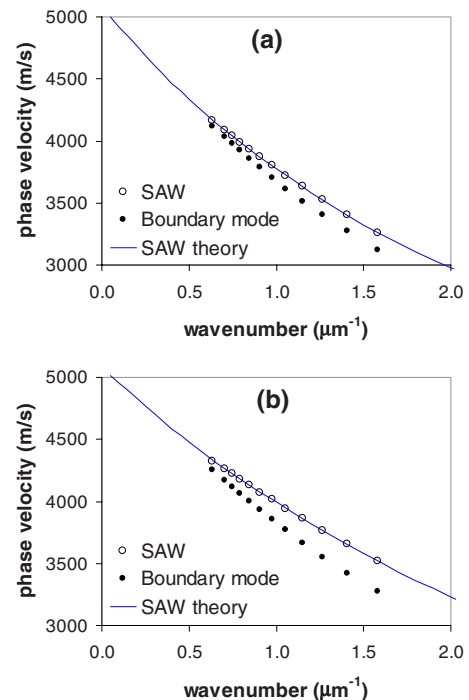 (a)
5000
4500
4000
3500
3000
phase velocity (m/s)
SAW
Boundary mode
SAW theory
0.0 0.5 1.0 1.5 2.0
wavenumber (μm⁻¹)
(b)
5000
4500
4000
3500
3000
phase velocity (m/s)
SAW
Boundary mode
SAW theory
0.0 0.5 1.0 1.5 2.0
wavenumber (μm⁻¹)